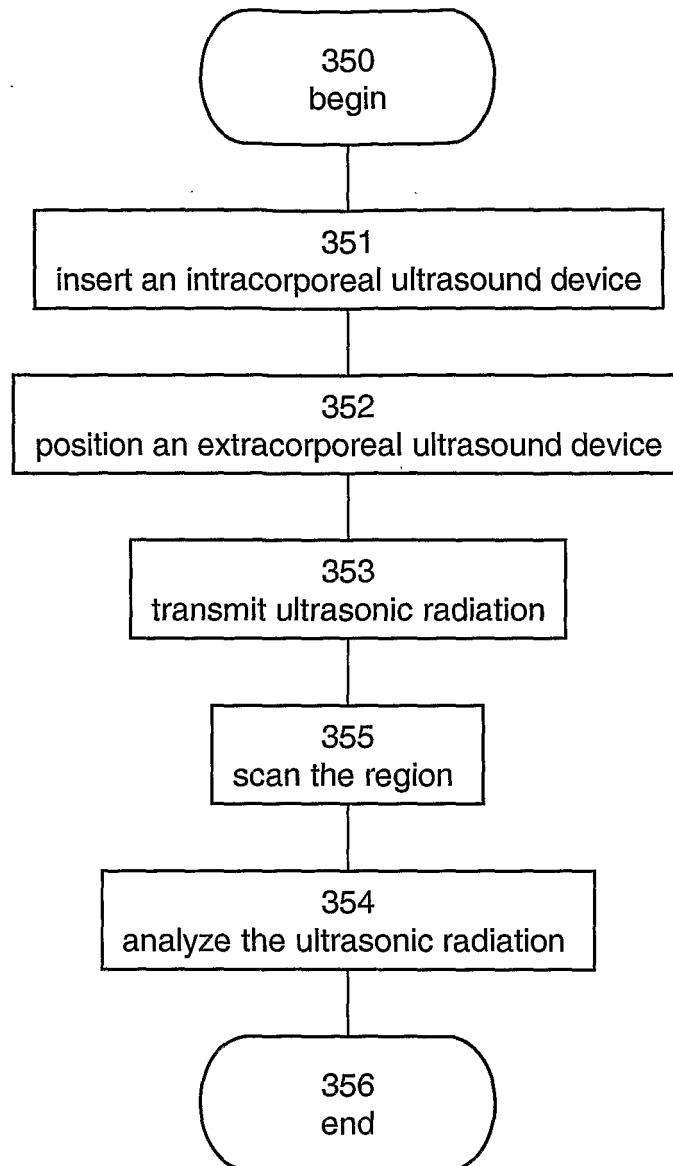 350
begin
351
insert an intracorporeal ultrasound device
352
position an extracorporeal ultrasound device
353
transmit ultrasonic radiation
355
scan the region
354
analyze the ultrasonic radiation
356
end